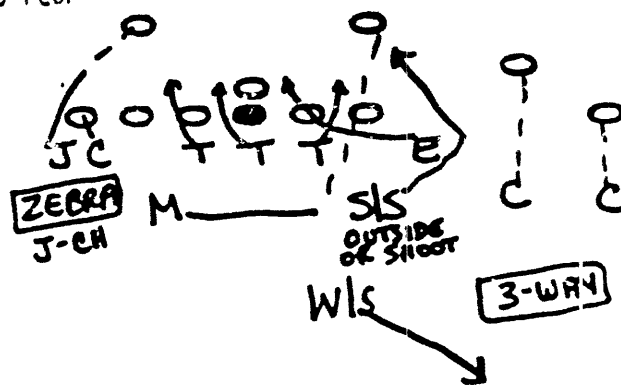 J C T T T E
ZEBRA
J-CH
M
S/S
OUTSIDE
OR SHOOT
C C
W/S
3-WAY